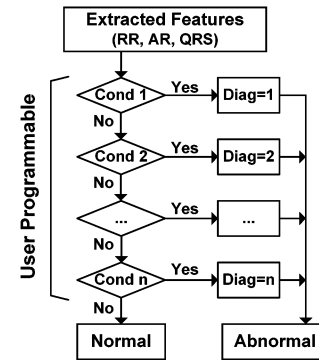 Extracted Features
(RR, AR, QRS)
User Programmable
Cond 1
Yes
Diag=1
No
Cond 2
Yes
Diag=2
No
...
Yes
...
No
Cond n
Yes
Diag=n
No
Normal
Abnormal